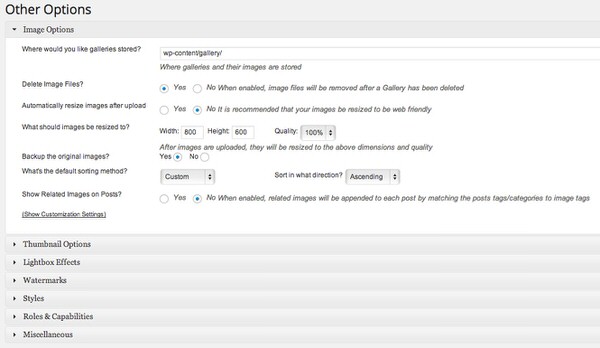 Other Options
Image Options
Where would you like galleries stored? wp-content/gallery/
Where galleries and their images are stored
Delete Image Files? Yes No When enabled, image files will be removed after a Gallery has been deleted
Automatically resize images after upload Yes No It is recommended that your images be resized to be web friendly
What should images be resized to? Width: 800 Height: 600 Quality: 100%
After images are uploaded, they will be resized to the above dimensions and quality
Backup the original images? Yes No
What's the default sorting method? Custom Sort in what direction? Ascending
Show Related Images on Posts? Yes No When enabled, related images will be appended to each post by matching the posts tags/categories to image tags
(Show Customization Settings)
Thumbnail Options
Lightbox Effects
Watermarks
Styles
Roles & Capabilities
Miscellaneous